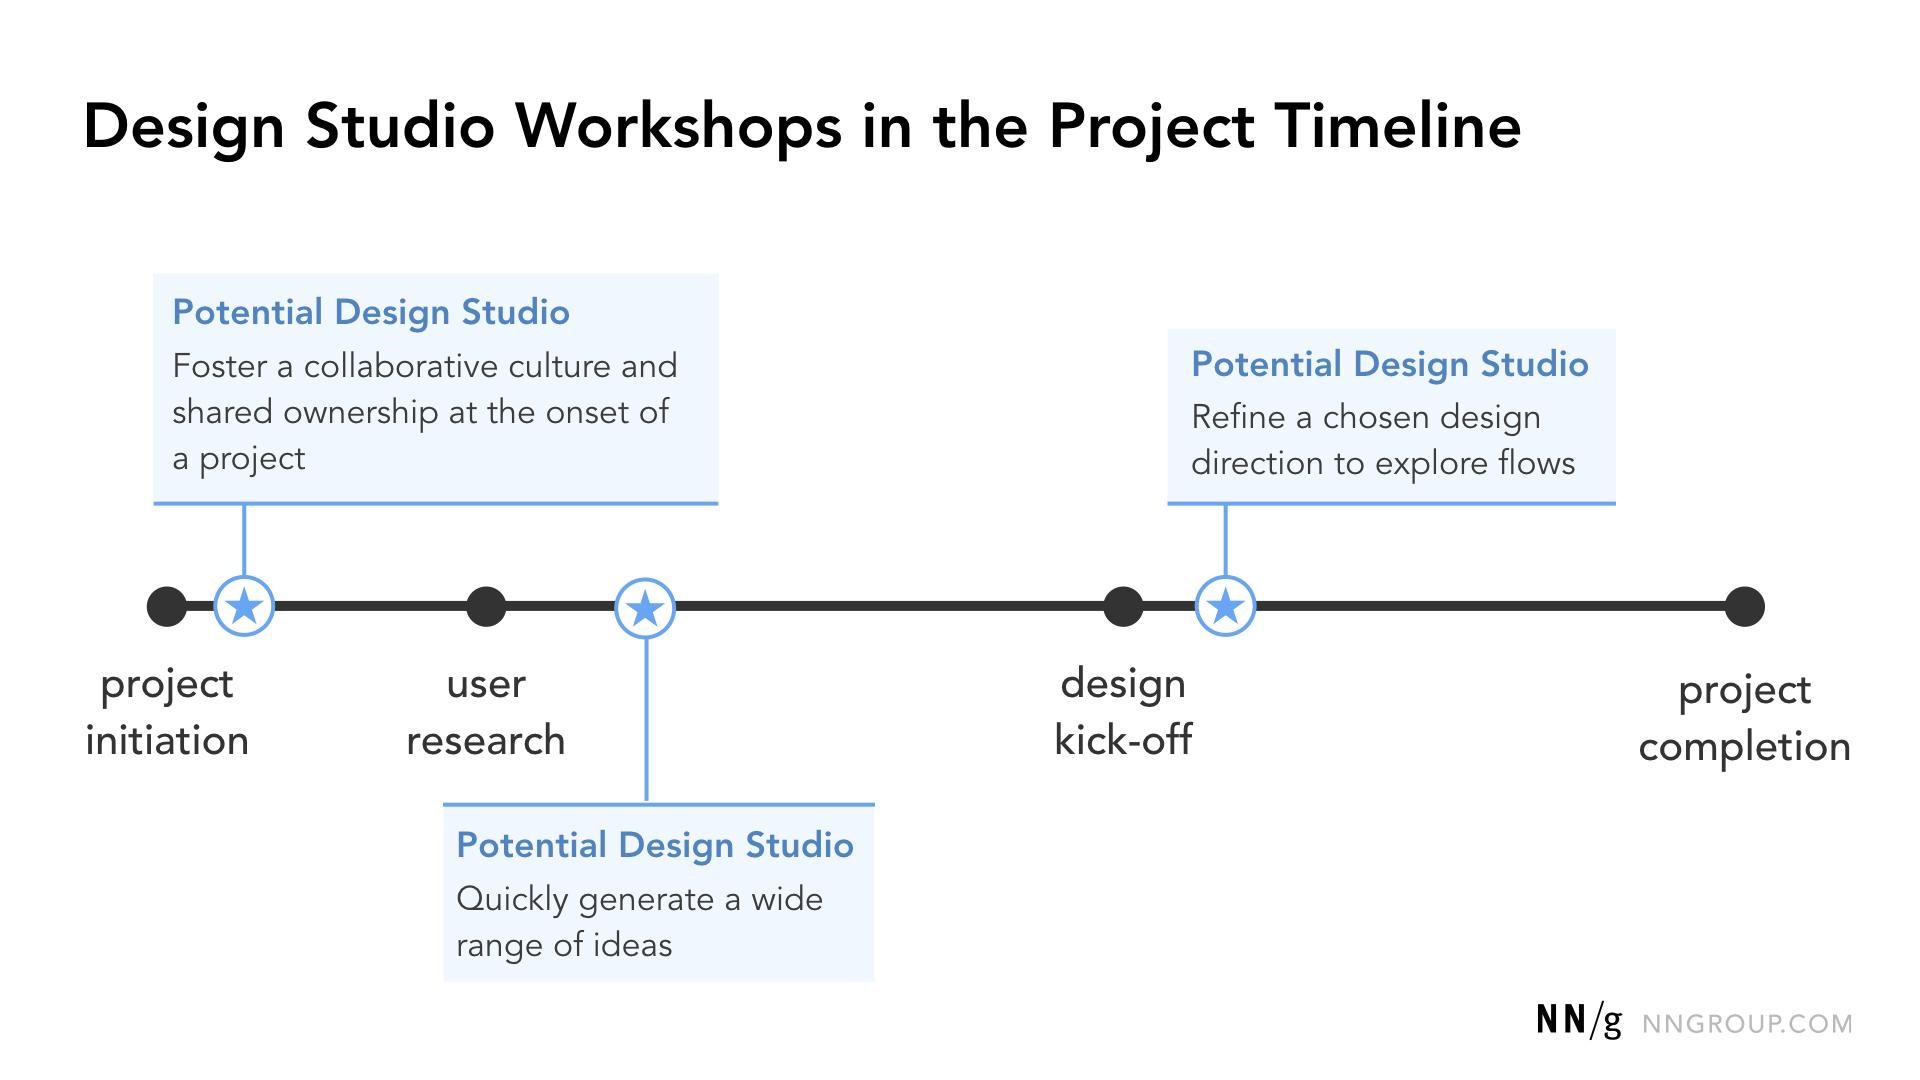 Design Studio Workshops in the Project Timeline
Potential Design Studio
Foster a collaborative culture and
shared ownership at the onset of
a project
Potential Design Studio
Refine a chosen design
direction to explore flows
project
initiation
user
research
design
kick-off
project
completion
Potential Design Studio
Quickly generate a wide
range of ideas
NN/g NNGROUP.COM